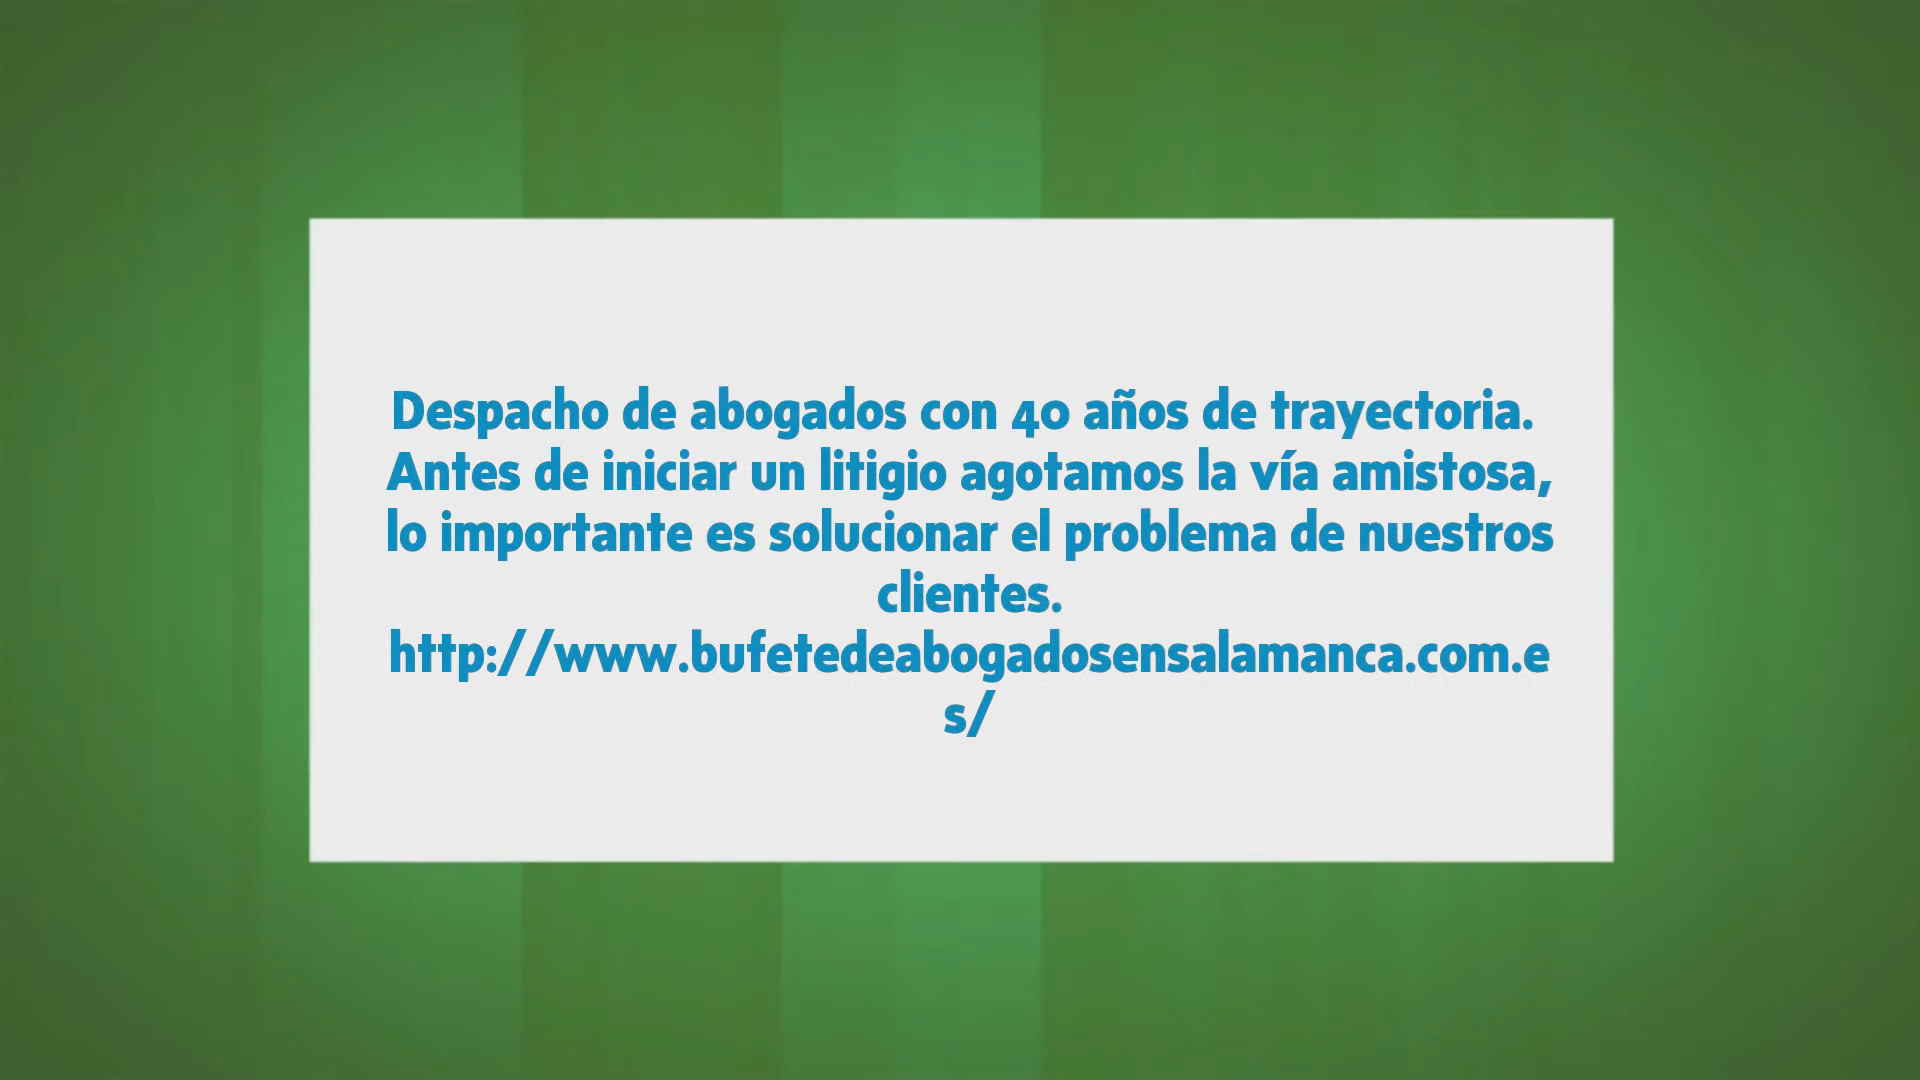 Despacho de abogados con 40 años de trayectoria.
Antes de iniciar un litigio agotamos la vía amistosa,
lo importante es solucionar el problema de nuestros
clientes.
http://www.bufetedeabogadosensalamanca.com.e
s/